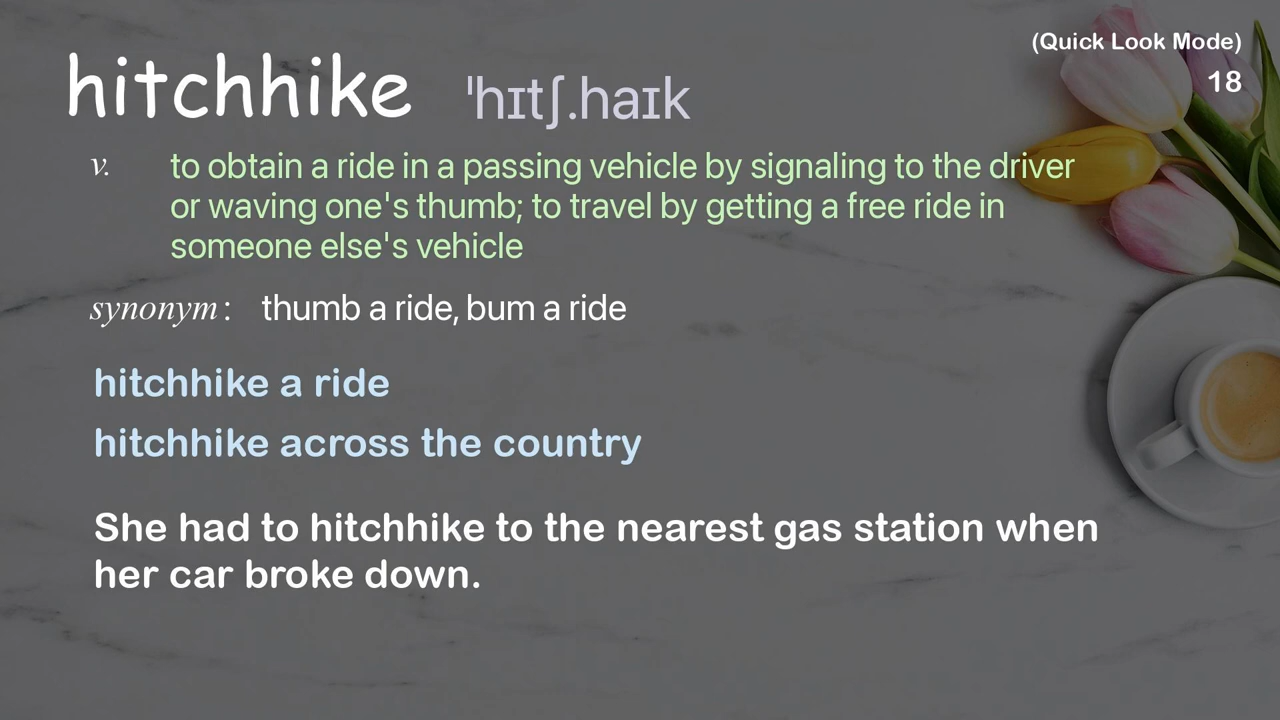 (Quick Look Mode)
18
hitchhike ˈhɪtʃ.haɪk
v. to obtain a ride in a passing vehicle by signaling to the driver
or waving one's thumb; to travel by getting a free ride in
someone else's vehicle
synonym: thumb a ride, bum a ride
hitchhike a ride
hitchhike across the country
She had to hitchhike to the nearest gas station when
her car broke down.